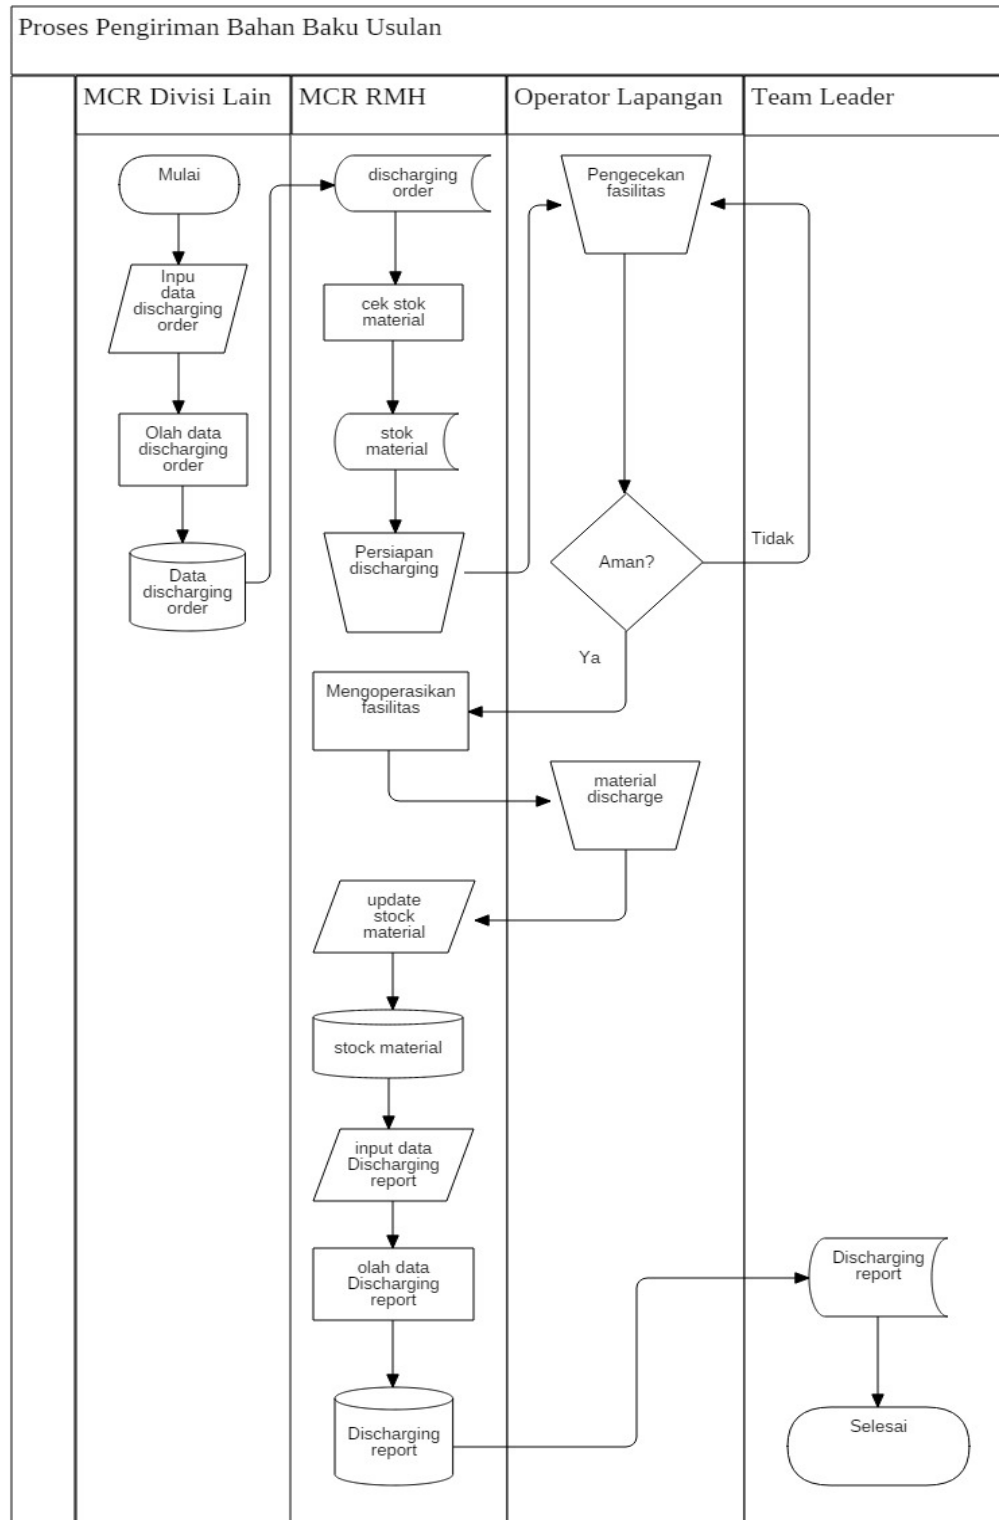 Proses Pengiriman Bahan Baku Usulan
MCR Divisi Lain
MCR RMH
Operator Lapangan
Team Leader
Mulai
Inpu
data
discharging
order
Olah data
discharging
order
Data
discharging
order
discharging
order
cek stok
material
stok
material
Persiapan
discharging
Pengecekan
fasilitas
Aman?
Tidak
Ya
Mengoperasikan
fasilitas
material
discharge
update
stock
material
stock material
input data
Discharging
report
olah data
Discharging
report
Discharging
report
Discharging
report
Selesai